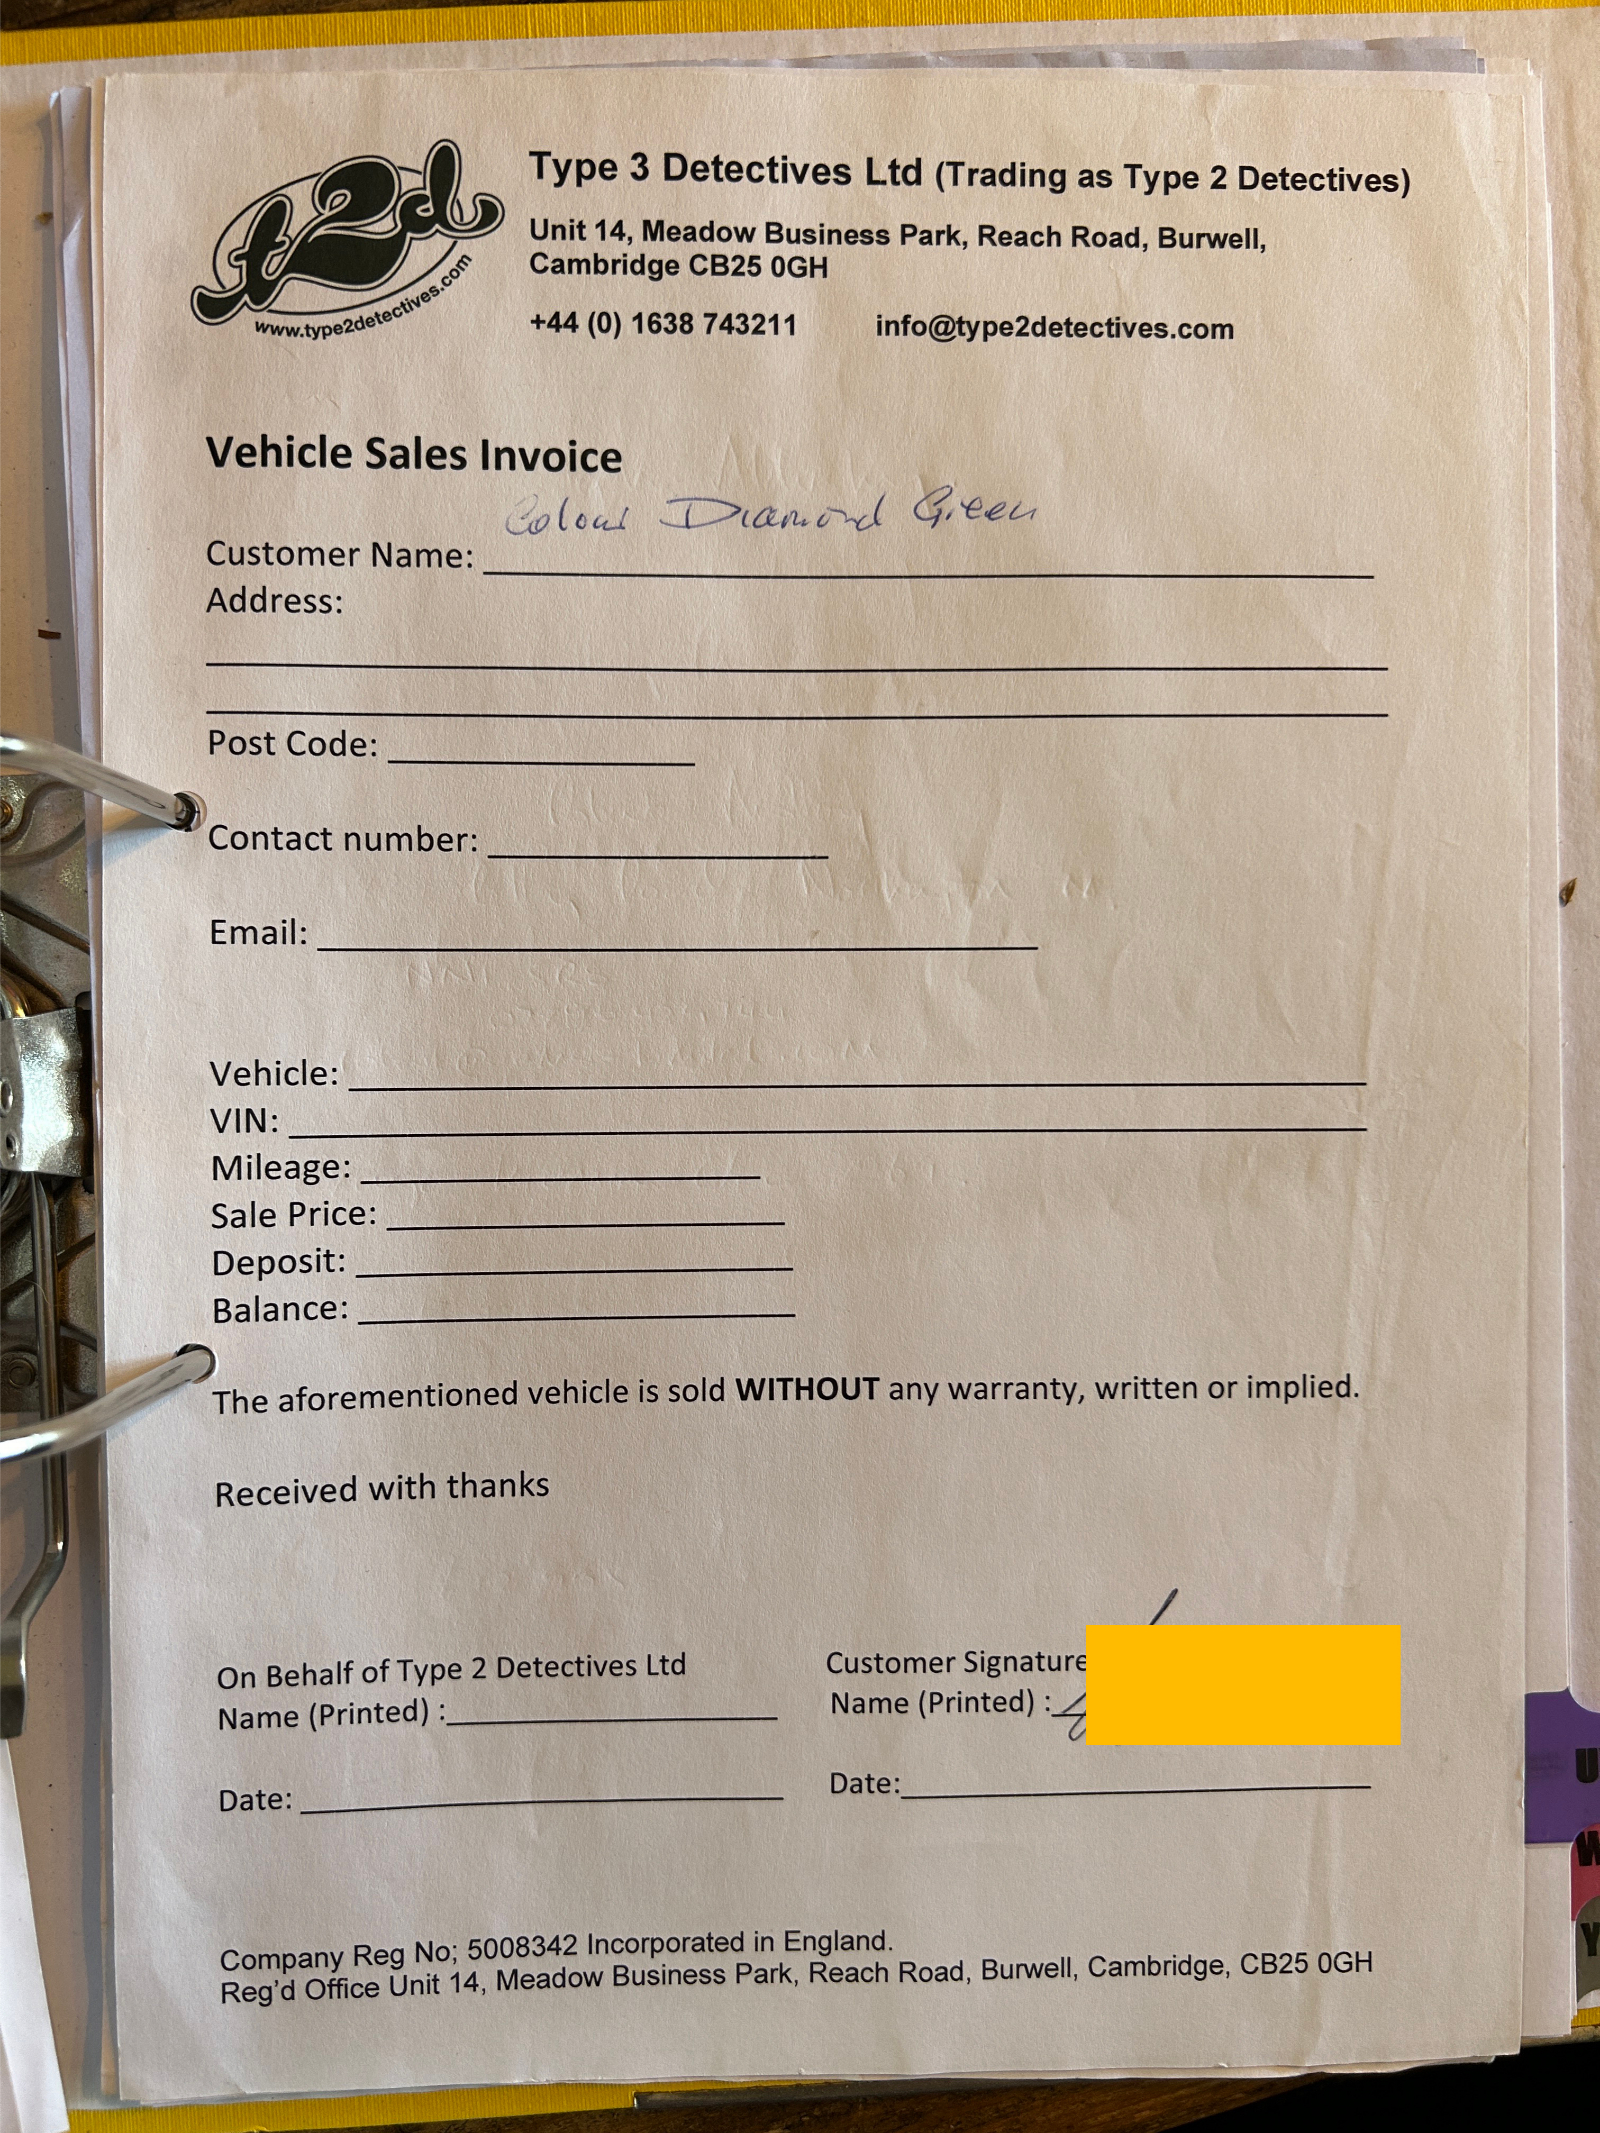 t2d
www.type2detectives.com
Type 3 Detectives Ltd (Trading as Type 2 Detectives)
Unit 14, Meadow Business Park, Reach Road, Burwell,
Cambridge CB25 0GH
+44 (0) 1638 743211 info@type2detectives.com
Vehicle Sales Invoice
Colour Diamond Green
Customer Name:
Address:
Post Code:
Contact number:
Email:
Vehicle:
VIN:
Mileage:
Sale Price:
Deposit:
Balance:
The aforementioned vehicle is sold WITHOUT any warranty, written or implied.
Received with thanks
On Behalf of Type 2 Detectives Ltd
Name (Printed) :
Date:
Customer Signature
Name (Printed) :
Date:
Company Reg No; 5008342 Incorporated in England.
Reg'd Office Unit 14, Meadow Business Park, Reach Road, Burwell, Cambridge, CB25 0GH
U
W
Y